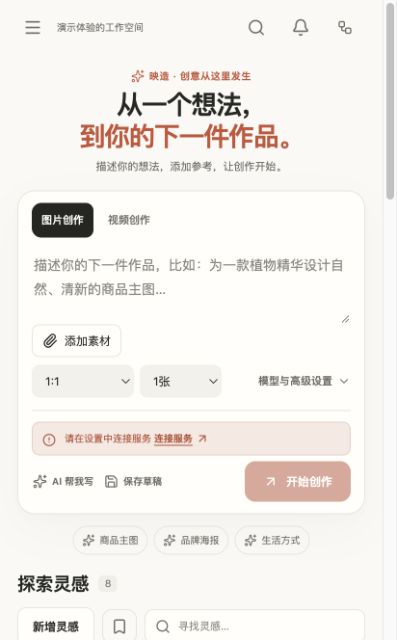 演示体验的工作空间
映造 · 创意从这里发生
从一个想法，
到你的下一件作品。
描述你的想法，添加参考，让创作开始。
图片创作 视频创作
描述你的下一件作品，比如：为一款植物精华设计自
然、清新的商品主图...
添加素材
1:1 1张 模型与高级设置
请在设置中连接服务 连接服务
AI 帮我写 保存草稿 开始创作
商品主图 品牌海报 生活方式
探索灵感 8
新增灵感 寻找灵感...